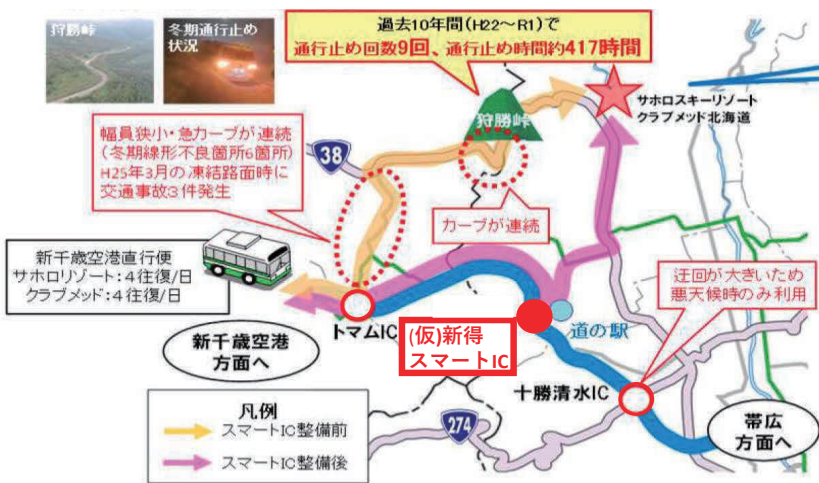 狩勝峠
冬期通行止め
状況
過去10年間(H22～R1)で
通行止め回数9回、通行止め時間約417時間
サホロスキーリゾート
クラブメッド北海道
狩勝峠
幅員狭小・急カーブが連続
(冬期線形不良箇所6箇所)
H25年3月の凍結路面時に
交通事故3件発生
38
カーブが連続
新千歳空港直行便
サホロリゾート:4往復/日
クラブメッド:4往復/日
迂回が大きいため
悪天候時のみ利用
トマムIC
(仮)新得
スマートIC
道の駅
新千歳空港
方面へ
十勝清水IC
凡例
スマートIC整備前
スマートIC整備後
274
帯広
方面へ